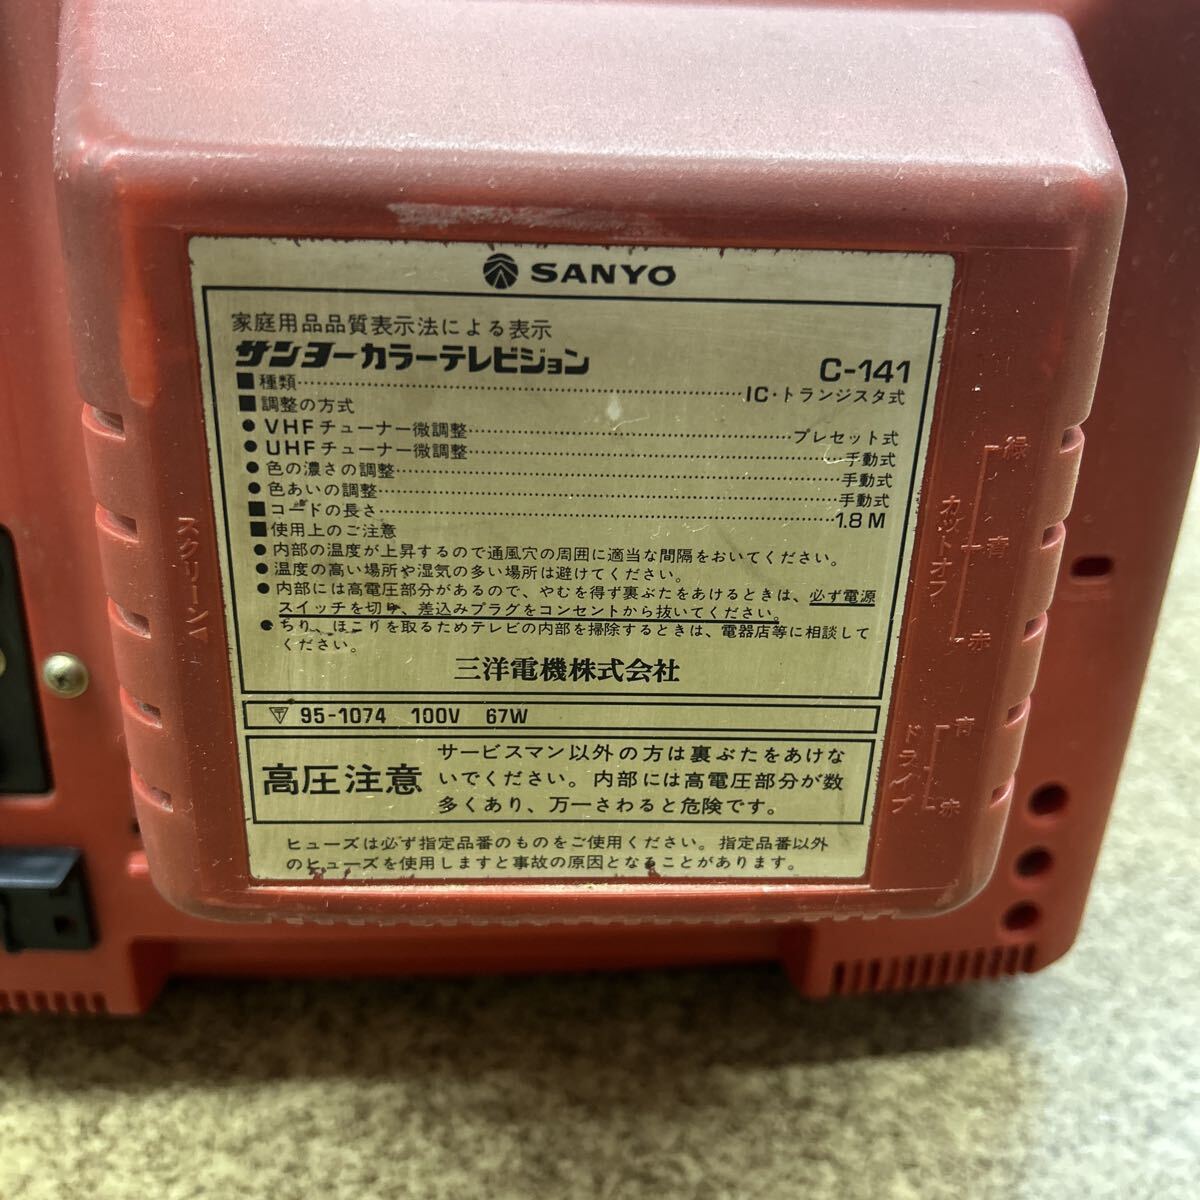 SANYO
家庭用品品質表示法による表示
サンヨーカラーテレビジョン C-141
■種類……IC・トランジスタ式
■調整の方式
●VHFチューナー微調整……プレセット式
●UHFチューナー微調整……手動式
●色の濃さの調整……手動式
●色あいの調整……手動式
■コードの長さ……1.8M
■使用上のご注意
●内部の温度が上昇するので通風穴の周囲に適当な間隔をおいてください。
●温度の高い場所や湿気の多い場所は避けてください。
●内部には高電圧部分があるので、やむを得ず裏ぶたをあけるときは、必ず電源
スイッチを切り、差込みプラグをコンセントから抜いてください。
●ちり、ほこりを取るためテレビの内部を掃除するときは、電器店等に相談して
ください。
三洋電機株式会社
〒 95-1074 100V 67W
高圧注意
サービスマン以外の方は裏ぶたをあけな
いでください。内部には高電圧部分が数
多くあり、万一さわると危険です。
ヒューズは必ず指定品番のものをご使用ください。指定品番以外
のヒューズを使用しますと事故の原因となることがあります。
スクリーン
カットオフ
緑
青
赤
ドライブ
青
赤